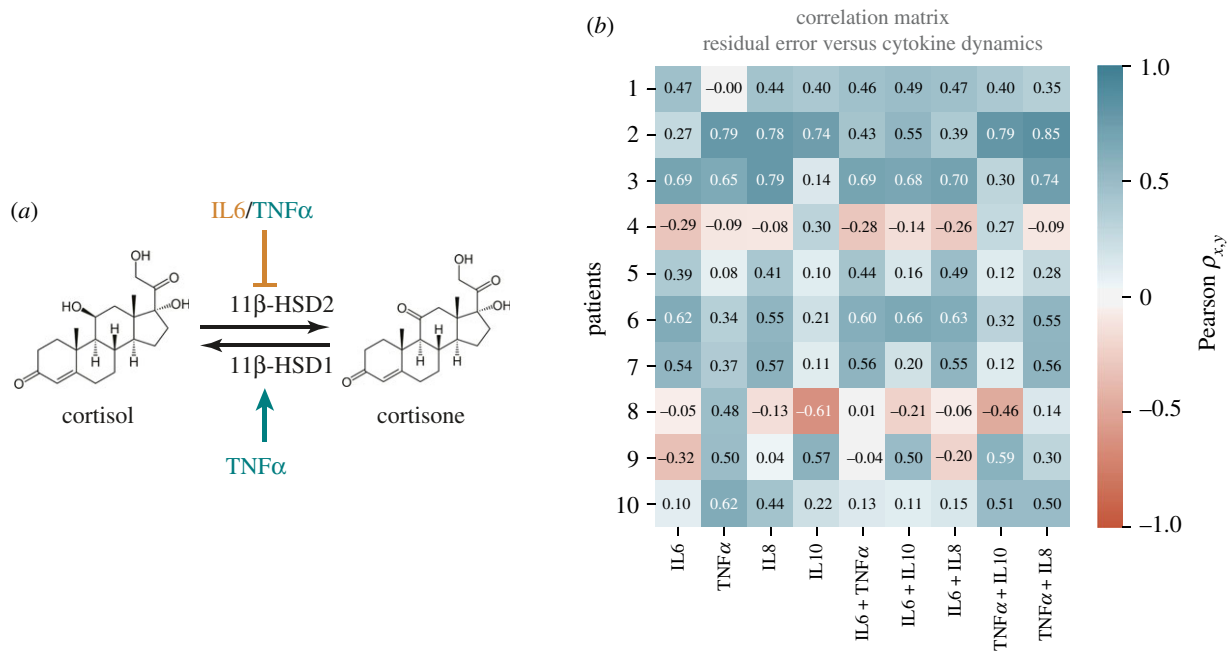 (a)
IL6/TNFα
11β-HSD2
11β-HSD1
OH
O
HO
OH
H
H
H
O
cortisol
OH
O
O
OH
H
H
H
O
cortisone
TNFα
(b)
correlation matrix
residual error versus cytokine dynamics
patients
1 0.47 –0.00 0.44 0.40 0.46 0.49 0.47 0.40 0.35
2 0.27 0.79 0.78 0.74 0.43 0.55 0.39 0.79 0.85
3 0.69 0.65 0.79 0.14 0.69 0.68 0.70 0.30 0.74
4 –0.29 –0.09 –0.08 0.30 –0.28 –0.14 –0.26 0.27 –0.09
5 0.39 0.08 0.41 0.10 0.44 0.16 0.49 0.12 0.28
6 0.62 0.34 0.55 0.21 0.60 0.66 0.63 0.32 0.55
7 0.54 0.37 0.57 0.11 0.56 0.20 0.55 0.12 0.56
8 –0.05 0.48 –0.13 –0.61 0.01 –0.21 –0.06 –0.46 0.14
9 –0.32 0.50 0.04 0.57 –0.04 0.50 –0.20 0.59 0.30
10 0.10 0.62 0.44 0.22 0.13 0.11 0.15 0.51 0.50
IL6
TNFα
IL8
IL10
IL6 + TNFα
IL6 + IL10
IL6 + IL8
TNFα + IL10
TNFα + IL8
1.0
0.5
0
–0.5
–1.0
Pearson ρx,y